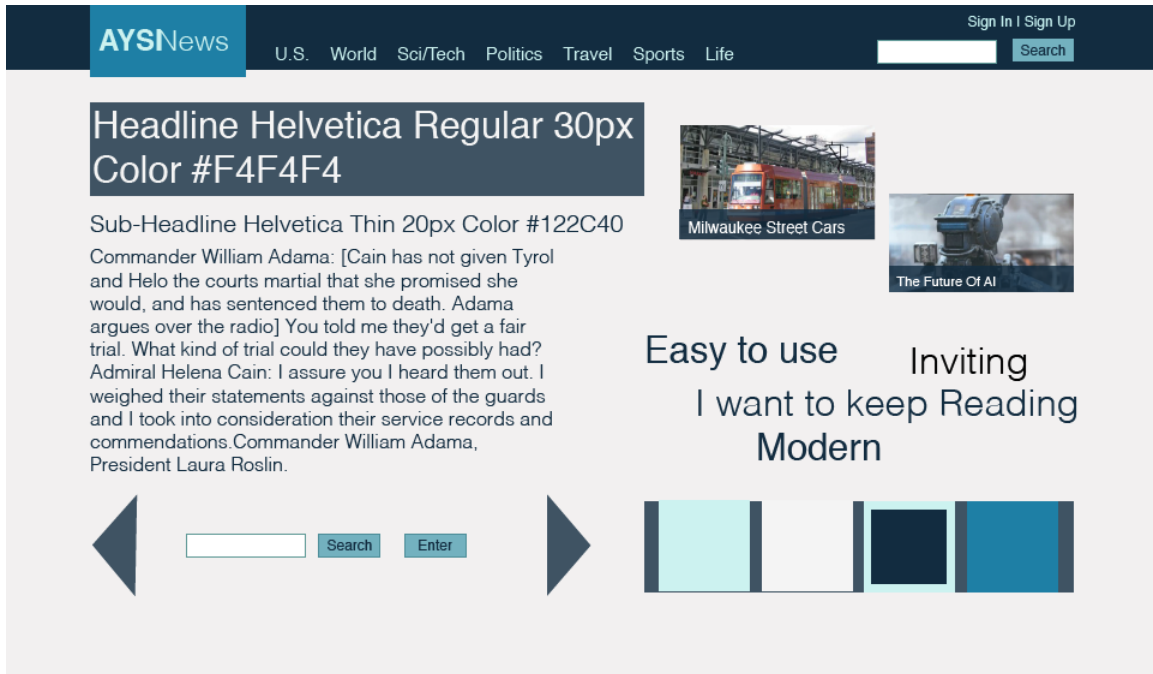 Sign In I Sign Up
AYSINews
U.S. World Sci/Tech Politics Travel Sports Life
Search
Headline Helvetica Regular 30px
Color #F4F4F4
Sub-Headline Helvetica Thin 20px Color #122C40
Commander William Adama: [Cain has not given Tyrol
and Helo the courts martial that she promised she
would, and has sentenced them to death. Adama
argues over the radio] You told me they'd get a fair
trial. What kind of trial could they have possibly had?
Admiral Helena Cain: I assure you I heard them out. I
weighed their statements against those of the guards
and I took into consideration their service records and
commendations.Commander William Adama,
President Laura Roslin.
Milwaukee Street Cars
The Future Of AI
Easy to use
Inviting
I want to keep Reading
Modern
Search
Enter